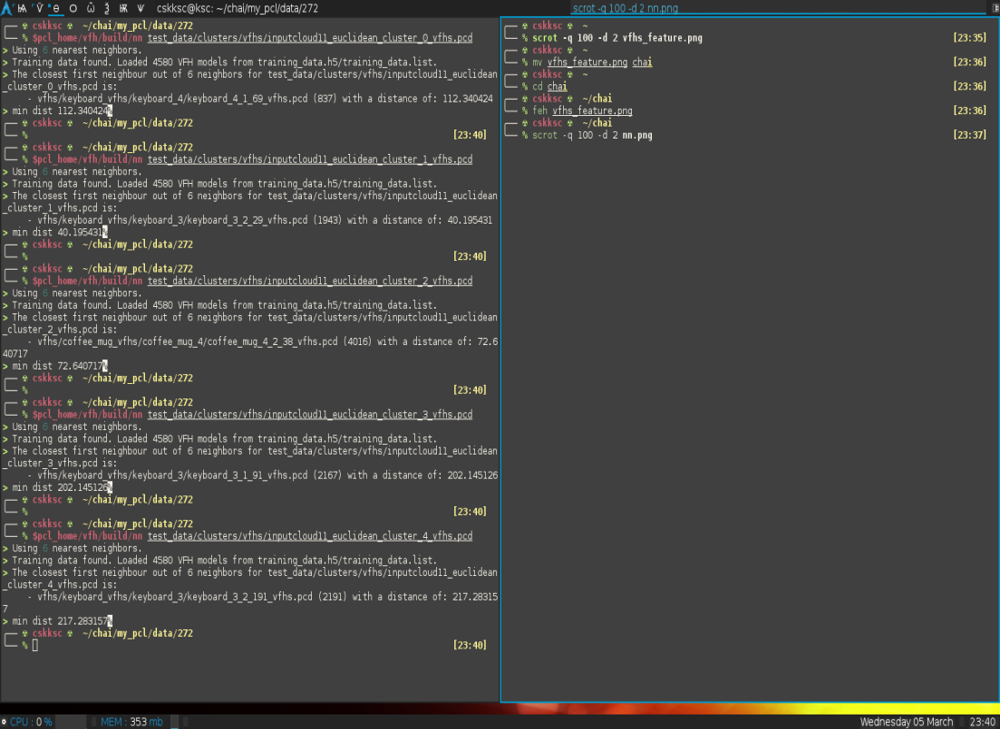 cskksc@ksc: ~/chai/my_pcl/data/272
scrot -q 100 -d 2 nn.png
cskksc ~/chai/my_pcl/data/272
% $pcl_home/vfh/build/nn test_data/clusters/vfhs/inputcloud11_euclidean_cluster_0_vfhs.pcd
> Using 6 nearest neighbors.
> Training data found. Loaded 4580 VFH models from training_data.h5/training_data.list.
> The closest first neighbour out of 6 neighbors for test_data/clusters/vfhs/inputcloud11_euclidean
_cluster_0_vfhs.pcd is:
- vfhs/keyboard_vfhs/keyboard_4/keyboard_4_1_69_vfhs.pcd (837) with a distance of: 112.340424
> min dist 112.340424%
cskksc ~/chai/my_pcl/data/272
% [23:40]
cskksc ~/chai/my_pcl/data/272
% $pcl_home/vfh/build/nn test_data/clusters/vfhs/inputcloud11_euclidean_cluster_1_vfhs.pcd
> Using 6 nearest neighbors.
> Training data found. Loaded 4580 VFH models from training_data.h5/training_data.list.
> The closest first neighbour out of 6 neighbors for test_data/clusters/vfhs/inputcloud11_euclidean
_cluster_1_vfhs.pcd is:
- vfhs/keyboard_vfhs/keyboard_3/keyboard_3_2_29_vfhs.pcd (1943) with a distance of: 40.195431
> min dist 40.195431%
cskksc ~/chai/my_pcl/data/272
% [23:40]
cskksc ~/chai/my_pcl/data/272
% $pcl_home/vfh/build/nn test_data/clusters/vfhs/inputcloud11_euclidean_cluster_2_vfhs.pcd
> Using 6 nearest neighbors.
> Training data found. Loaded 4580 VFH models from training_data.h5/training_data.list.
> The closest first neighbour out of 6 neighbors for test_data/clusters/vfhs/inputcloud11_euclidean
_cluster_2_vfhs.pcd is:
- vfhs/coffee_mug_vfhs/coffee_mug_4/coffee_mug_4_2_38_vfhs.pcd (4016) with a distance of: 72.6
40717
> min dist 72.640717%
cskksc ~/chai/my_pcl/data/272
% [23:40]
cskksc ~/chai/my_pcl/data/272
% $pcl_home/vfh/build/nn test_data/clusters/vfhs/inputcloud11_euclidean_cluster_3_vfhs.pcd
> Using 6 nearest neighbors.
> Training data found. Loaded 4580 VFH models from training_data.h5/training_data.list.
> The closest first neighbour out of 6 neighbors for test_data/clusters/vfhs/inputcloud11_euclidean
_cluster_3_vfhs.pcd is:
- vfhs/keyboard_vfhs/keyboard_3/keyboard_3_1_91_vfhs.pcd (2167) with a distance of: 202.145126
> min dist 202.145126%
cskksc ~/chai/my_pcl/data/272
% [23:40]
cskksc ~/chai/my_pcl/data/272
% $pcl_home/vfh/build/nn test_data/clusters/vfhs/inputcloud11_euclidean_cluster_4_vfhs.pcd
> Using 6 nearest neighbors.
> Training data found. Loaded 4580 VFH models from training_data.h5/training_data.list.
> The closest first neighbour out of 6 neighbors for test_data/clusters/vfhs/inputcloud11_euclidean
_cluster_4_vfhs.pcd is:
- vfhs/keyboard_vfhs/keyboard_3/keyboard_3_2_191_vfhs.pcd (2191) with a distance of: 217.28315
7
> min dist 217.283157%
cskksc ~/chai/my_pcl/data/272
% [23:40]
cskksc ~
% scrot -q 100 -d 2 vfhs_feature.png [23:35]
cskksc ~
% mv vfhs_feature.png chai [23:36]
cskksc ~
% cd chai [23:36]
cskksc ~/chai
% feh vfhs_feature.png [23:36]
cskksc ~/chai
% scrot -q 100 -d 2 nn.png [23:37]
CPU : 0 % MEM : 353 mb Wednesday 05 March 23:40